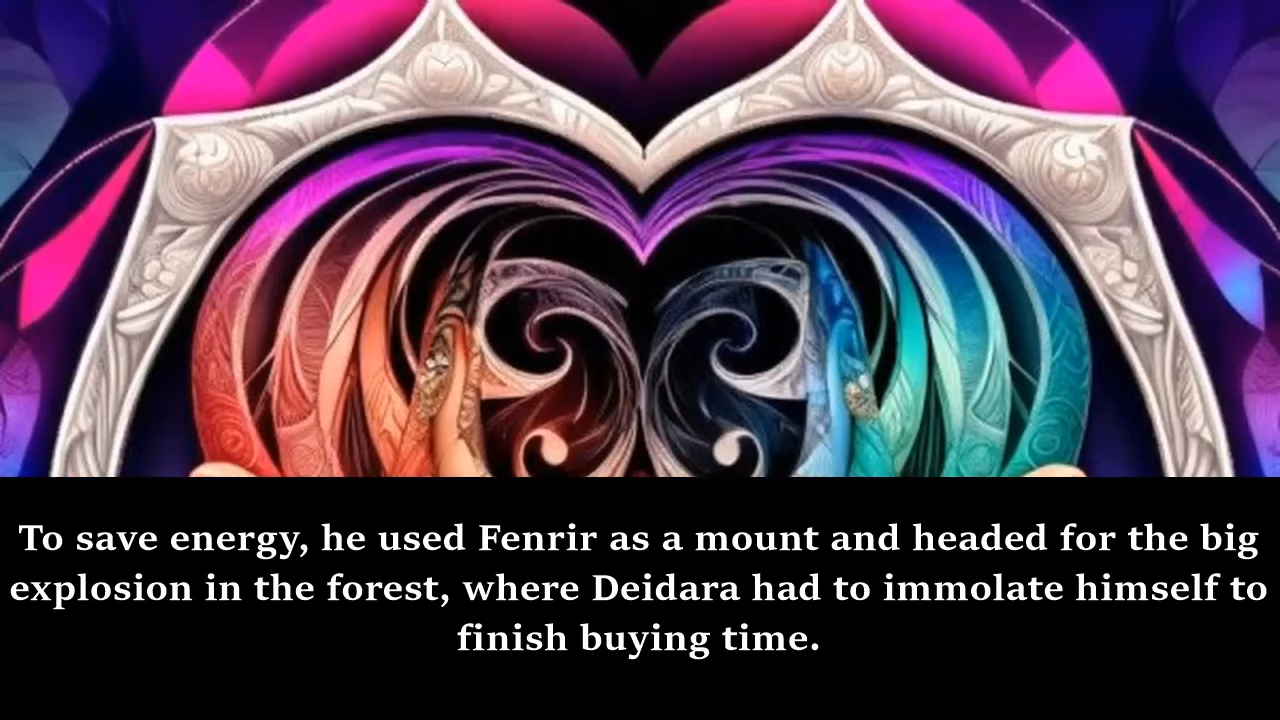 To save energy, he used Fenrir as a mount and headed for the big
explosion in the forest, where Deidara had to immolate himself to
finish buying time.